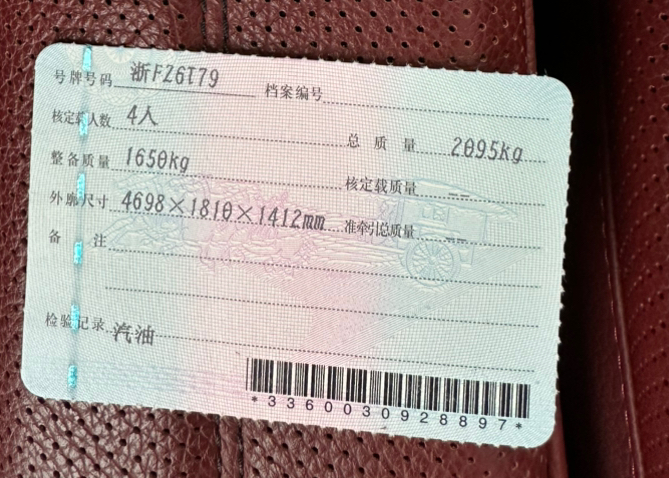 号牌号码 浙FZ6T79 档案编号
核定载人数 4人 总质量 2095kg
整备质量 1650kg 核定载质量 --
外廓尺寸 4698×1810×1412mm 准牵引总质量 --
备注
检验记录 汽油
*3360030928897*